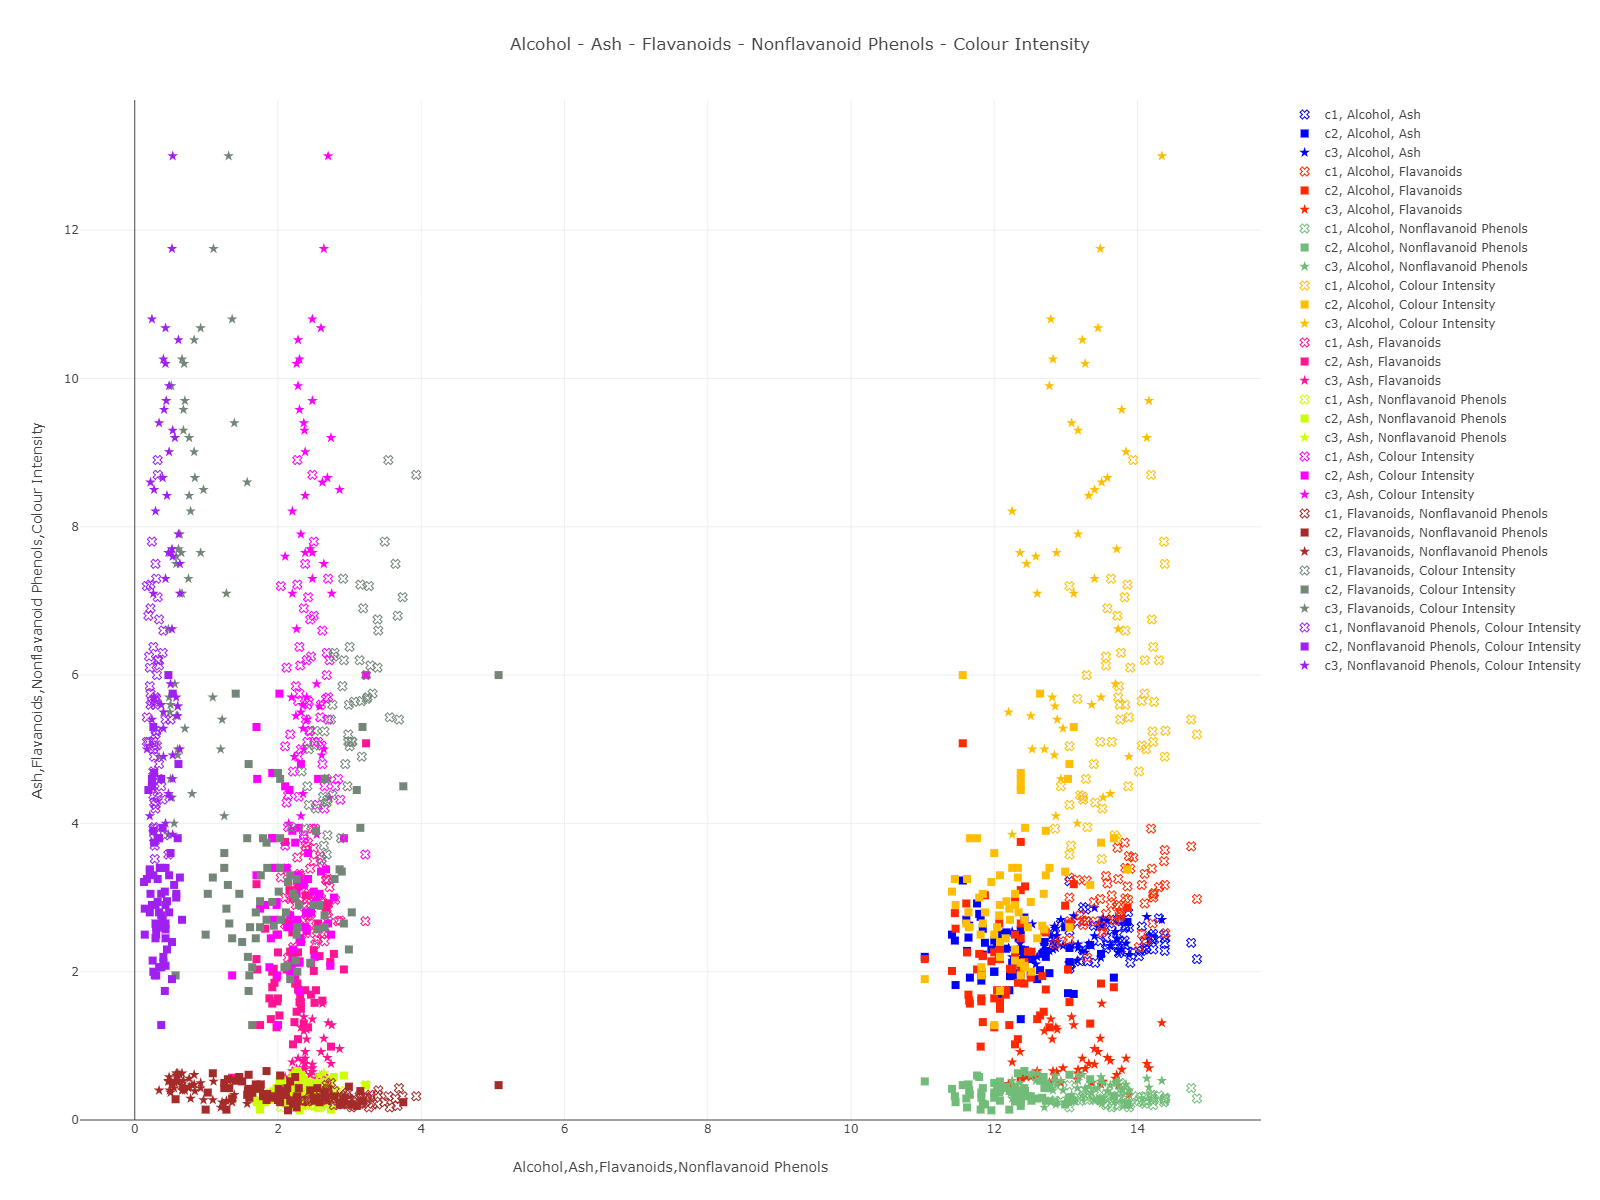 Alcohol - Ash - Flavanoids - Nonflavanoid Phenols - Colour Intensity
c1, Alcohol, Ash
c2, Alcohol, Ash
c3, Alcohol, Ash
c1, Alcohol, Flavanoids
c2, Alcohol, Flavanoids
c3, Alcohol, Flavanoids
c1, Alcohol, Nonflavanoid Phenols
c2, Alcohol, Nonflavanoid Phenols
c3, Alcohol, Nonflavanoid Phenols
c1, Alcohol, Colour Intensity
c2, Alcohol, Colour Intensity
c3, Alcohol, Colour Intensity
c1, Ash, Flavanoids
c2, Ash, Flavanoids
c3, Ash, Flavanoids
c1, Ash, Nonflavanoid Phenols
c2, Ash, Nonflavanoid Phenols
c3, Ash, Nonflavanoid Phenols
c1, Ash, Colour Intensity
c2, Ash, Colour Intensity
c3, Ash, Colour Intensity
c1, Flavanoids, Nonflavanoid Phenols
c2, Flavanoids, Nonflavanoid Phenols
c3, Flavanoids, Nonflavanoid Phenols
c1, Flavanoids, Colour Intensity
c2, Flavanoids, Colour Intensity
c3, Flavanoids, Colour Intensity
c1, Nonflavanoid Phenols, Colour Intensity
c2, Nonflavanoid Phenols, Colour Intensity
c3, Nonflavanoid Phenols, Colour Intensity
Ash,Flavanoids,Nonflavanoid Phenols,Colour Intensity
12
10
8
6
4
2
0
0 2 4 6 8 10 12 14
Alcohol,Ash,Flavanoids,Nonflavanoid Phenols